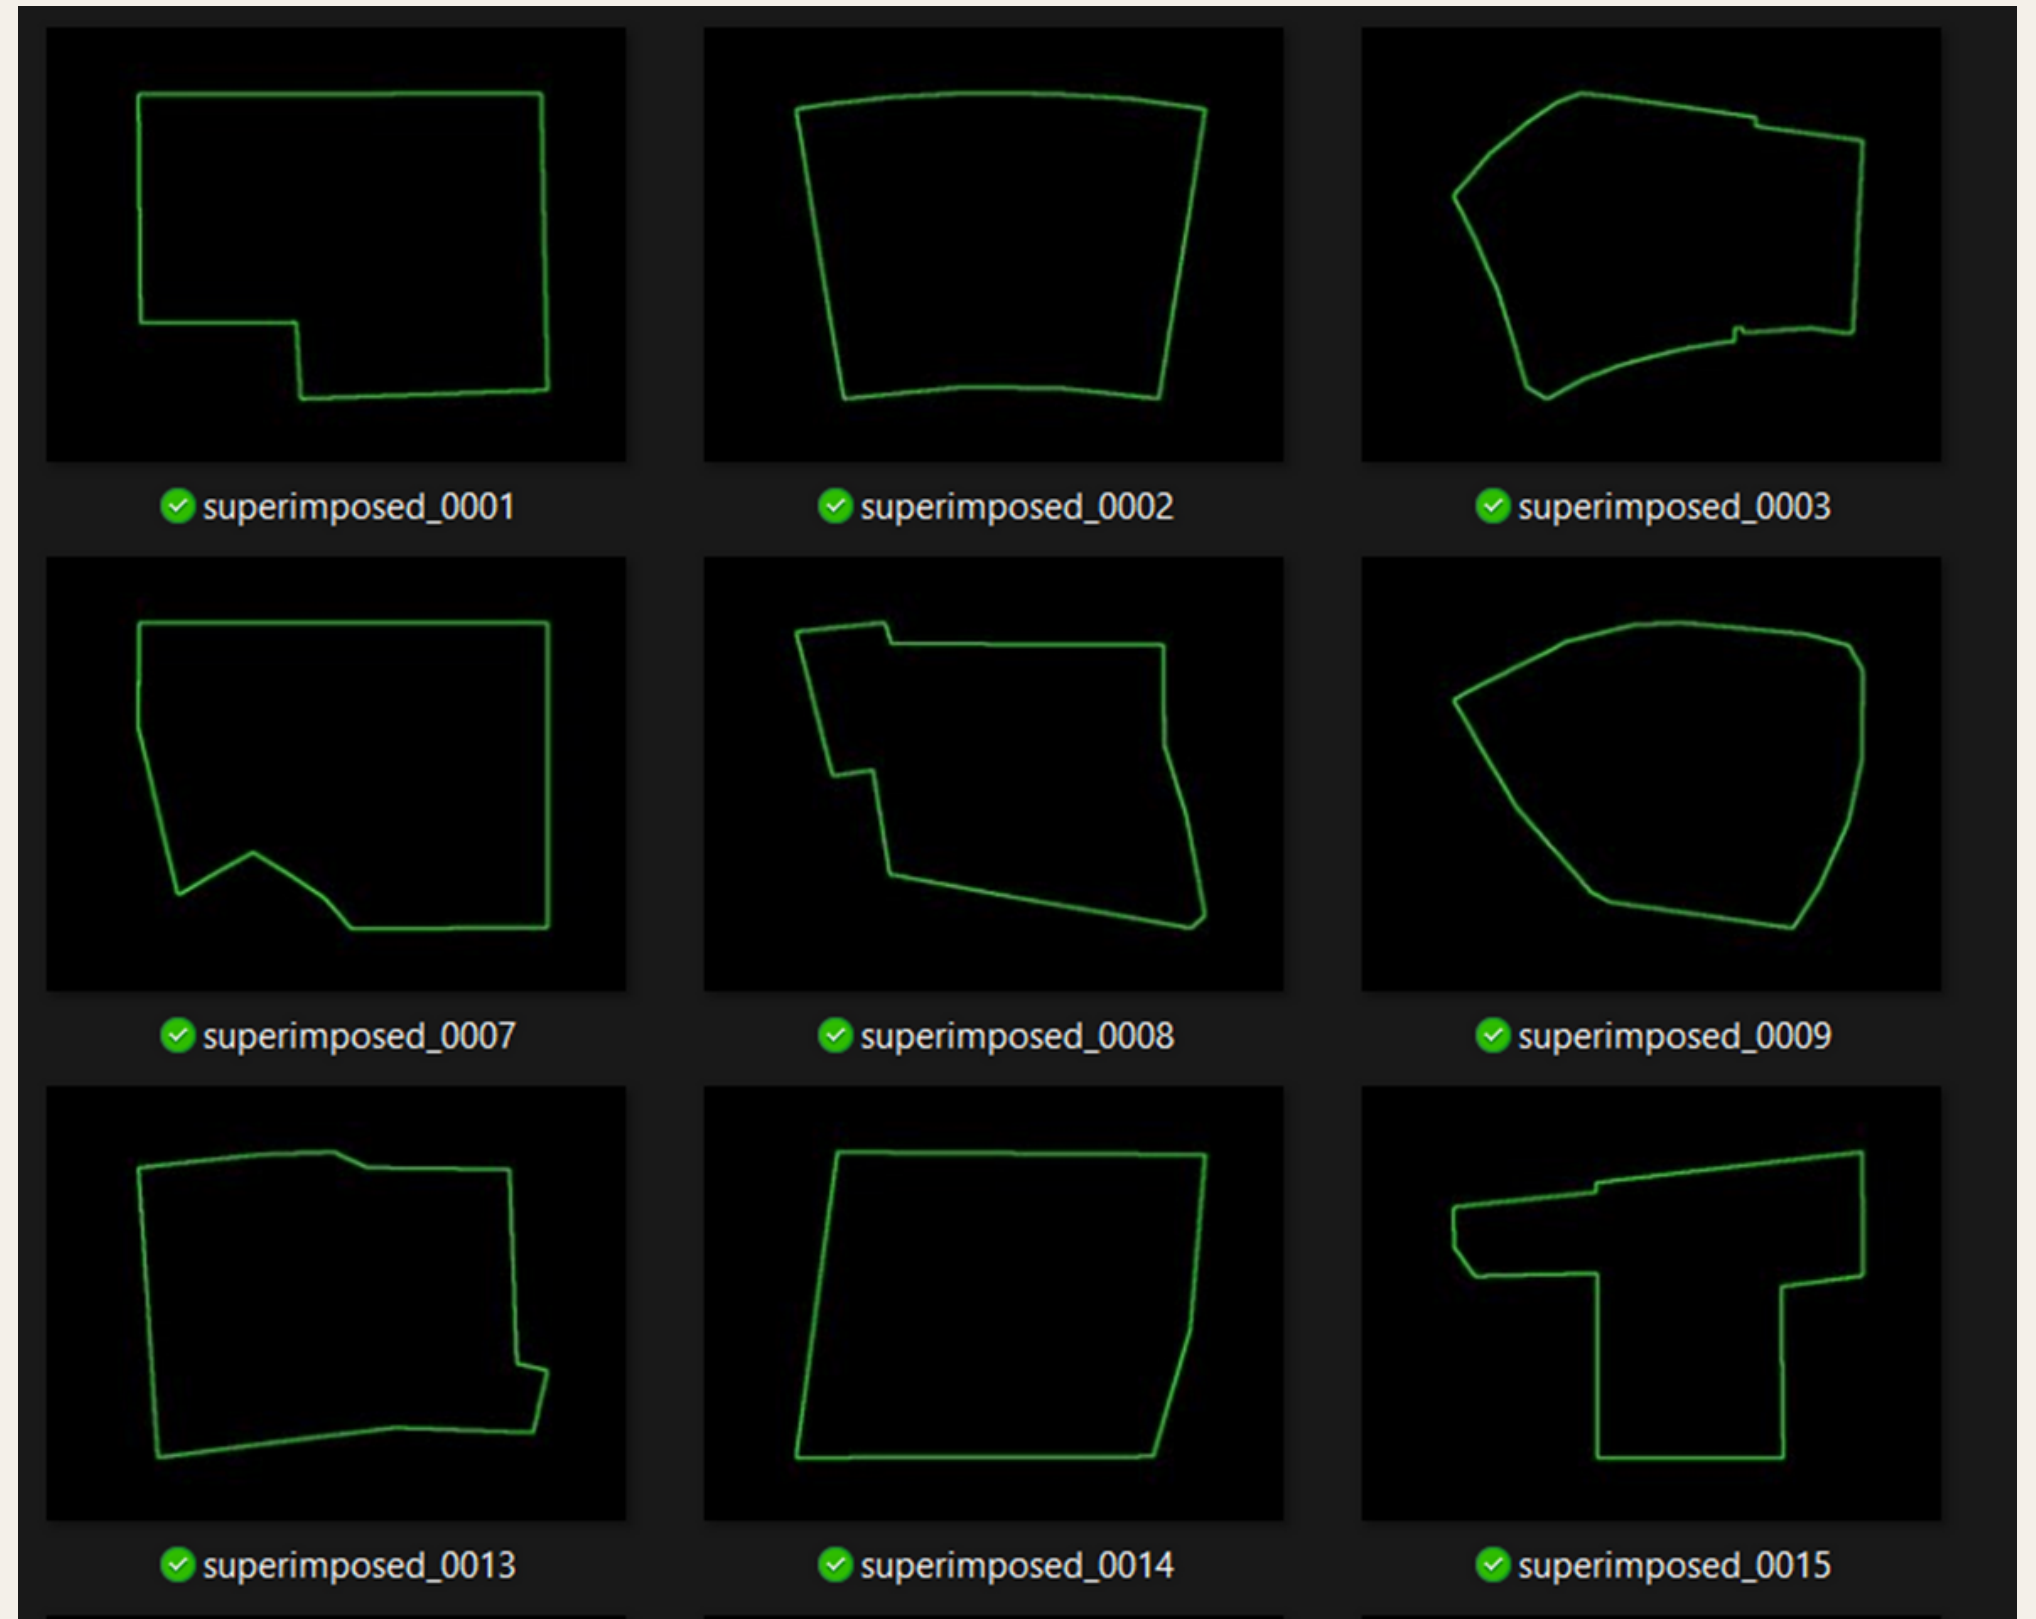 superimposed_0001
superimposed_0002
superimposed_0003
superimposed_0007
superimposed_0008
superimposed_0009
superimposed_0013
superimposed_0014
superimposed_0015